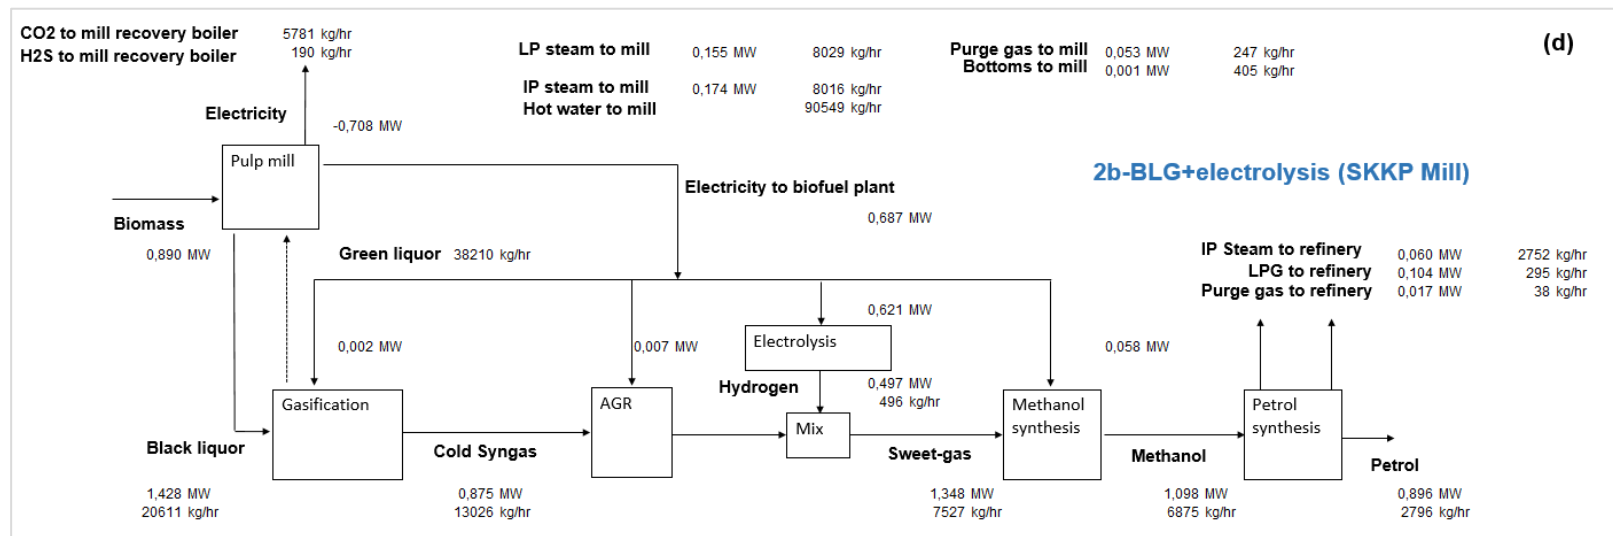 CO2 to mill recovery boiler 5781 kg/hr
H2S to mill recovery boiler 190 kg/hr
LP steam to mill 0,155 MW 8029 kg/hr
IP steam to mill 0,174 MW 8016 kg/hr
Hot water to mill 90549 kg/hr
Purge gas to mill 0,053 MW 247 kg/hr
Bottoms to mill 0,001 MW 405 kg/hr
(d)
Electricity
-0,708 MW
Pulp mill
2b-BLG+electrolysis (SKKP Mill)
Electricity to biofuel plant
0,687 MW
Biomass
0,890 MW
Green liquor 38210 kg/hr
IP Steam to refinery 0,060 MW 2752 kg/hr
LPG to refinery 0,104 MW 295 kg/hr
Purge gas to refinery 0,017 MW 38 kg/hr
0,621 MW
Electrolysis
0,002 MW
0,007 MW
0,058 MW
Hydrogen
0,497 MW
496 kg/hr
Gasification
AGR
Mix
Methanol
synthesis
Petrol
synthesis
Black liquor
1,428 MW
20611 kg/hr
Cold Syngas
0,875 MW
13026 kg/hr
Sweet-gas
1,348 MW
7527 kg/hr
Methanol
1,098 MW
6875 kg/hr
Petrol
0,896 MW
2796 kg/hr